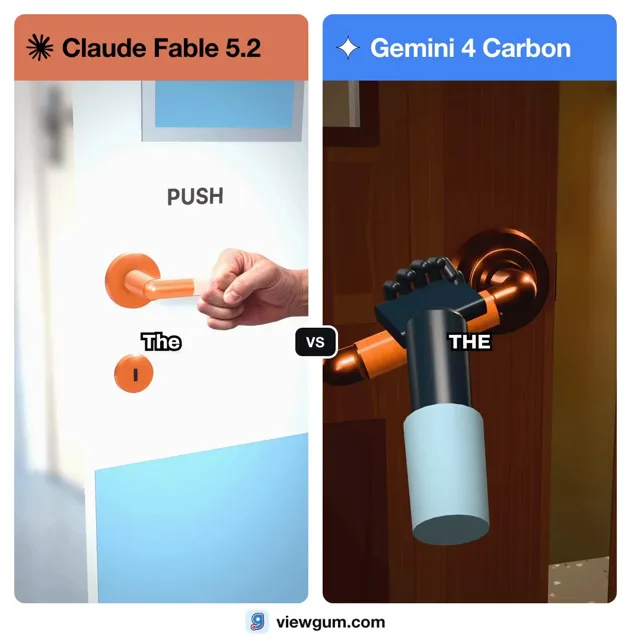 Claude Fable 5.2
Gemini 4 Carbon
PUSH
The
VS
THE
viewgum.com